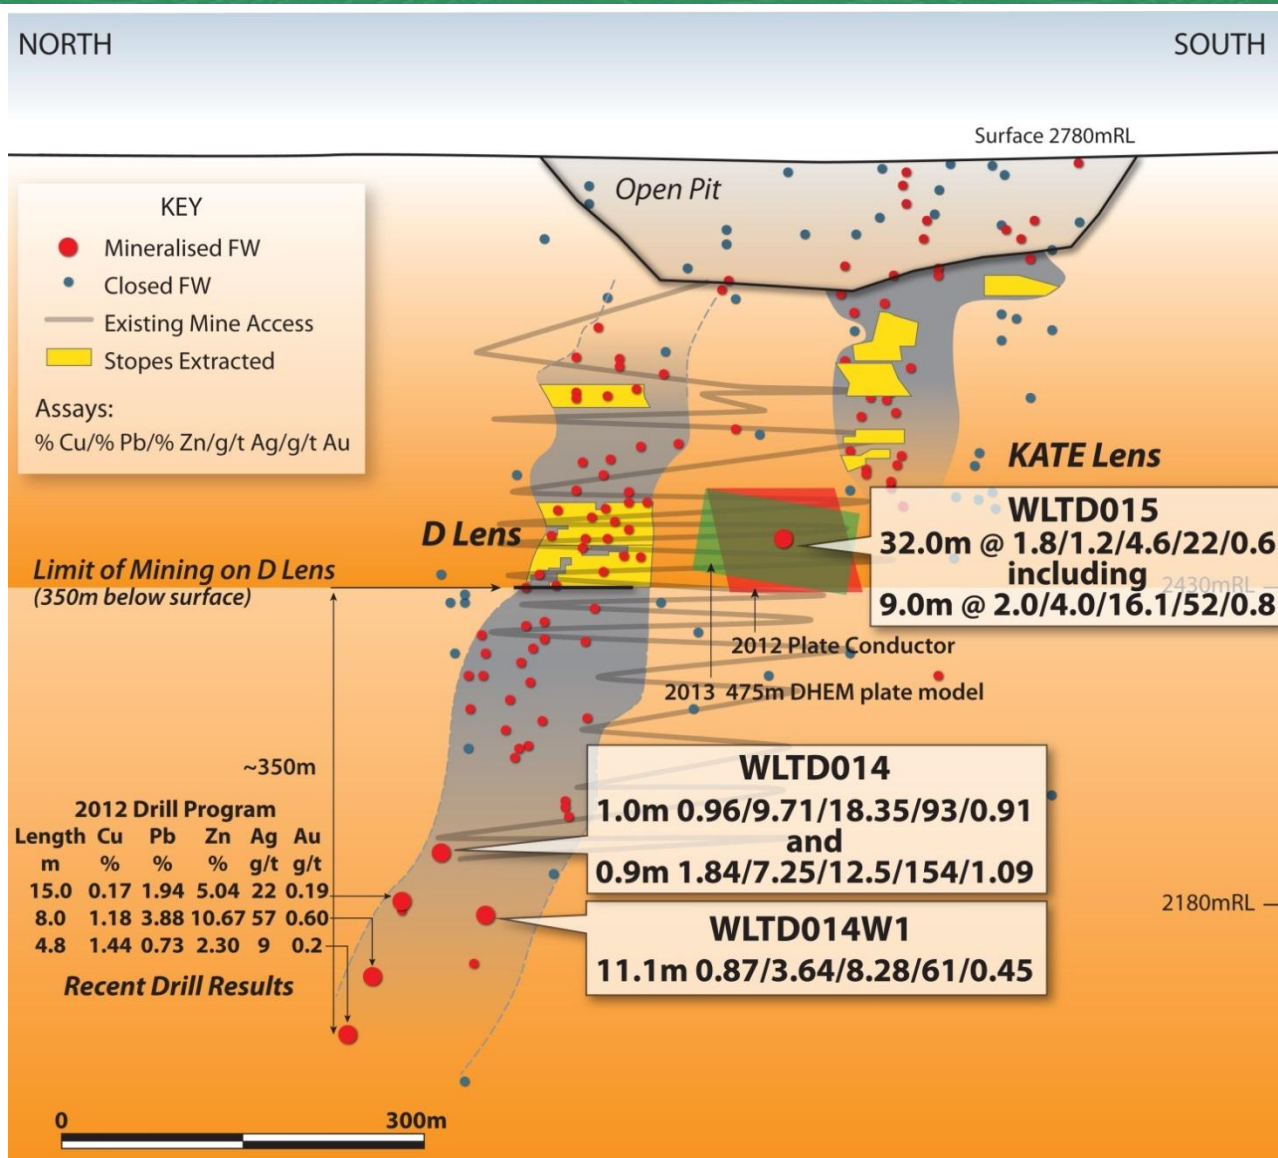 NORTH
SOUTH
Surface 2780mRL
Open Pit
KEY
Mineralised FW
Closed FW
Existing Mine Access
Stopes Extracted
Assays:
% Cu/% Pb/% Zn/g/t Ag/g/t Au
KATE Lens
WLTD015
32.0m @ 1.8/1.2/4.6/22/0.6
including
9.0m @ 2.0/4.0/16.1/52/0.8
2430mRL
D Lens
Limit of Mining on D Lens
(350m below surface)
2012 Plate Conductor
2013 475m DHEM plate model
~350m
WLTD014
1.0m 0.96/9.71/18.35/93/0.91
and
0.9m 1.84/7.25/12.5/154/1.09
2012 Drill Program
Length Cu Pb Zn Ag Au
m % % % g/t g/t
15.0 0.17 1.94 5.04 22 0.19
8.0 1.18 3.88 10.67 57 0.60
4.8 1.44 0.73 2.30 9 0.2
Recent Drill Results
2180mRL
WLTD014W1
11.1m 0.87/3.64/8.28/61/0.45
0 300m